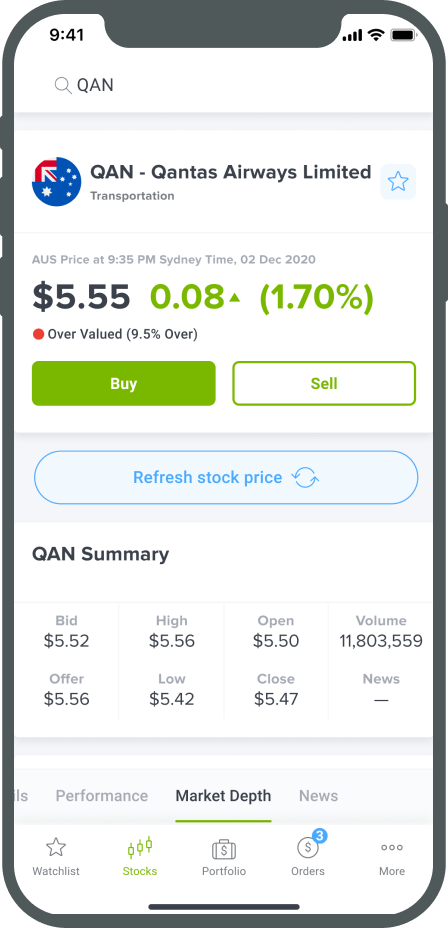 9:41
QAN
QAN - Qantas Airways Limited
Transportation
AUS Price at 9:35 PM Sydney Time, 02 Dec 2020
$5.55 0.08 (1.70%)
Over Valued (9.5% Over)
Buy Sell
Refresh stock price
QAN Summary
Bid High Open Volume
$5.52 $5.56 $5.50 11,803,559
Offer Low Close News
$5.56 $5.42 $5.47 —
ils Performance Market Depth News
3
Watchlist Stocks Portfolio Orders More